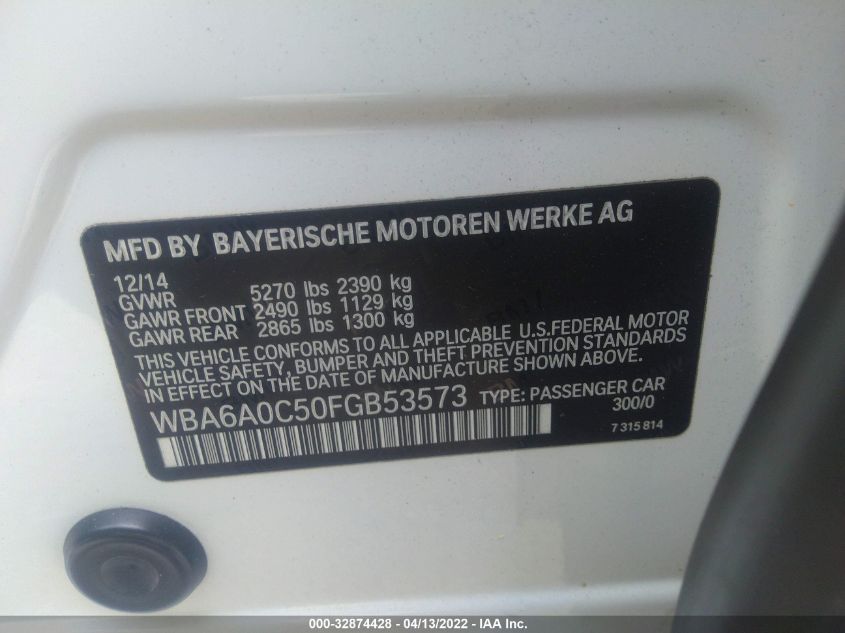 MFD BY BAYERISCHE MOTOREN WERKE AG
12/14
GVWR 5270 lbs 2390 kg
GAWR FRONT 2490 lbs 1129 kg
GAWR REAR 2865 lbs 1300 kg
THIS VEHICLE CONFORMS TO ALL APPLICABLE U.S.FEDERAL MOTOR
VEHICLE SAFETY, BUMPER AND THEFT PREVENTION STANDARDS
IN EFFECT ON THE DATE OF MANUFACTURE SHOWN ABOVE.
WBA6A0C50FGB53573 TYPE: PASSENGER CAR
300/0
7 315 814
000-32874428 - 04/13/2022 - IAA Inc.